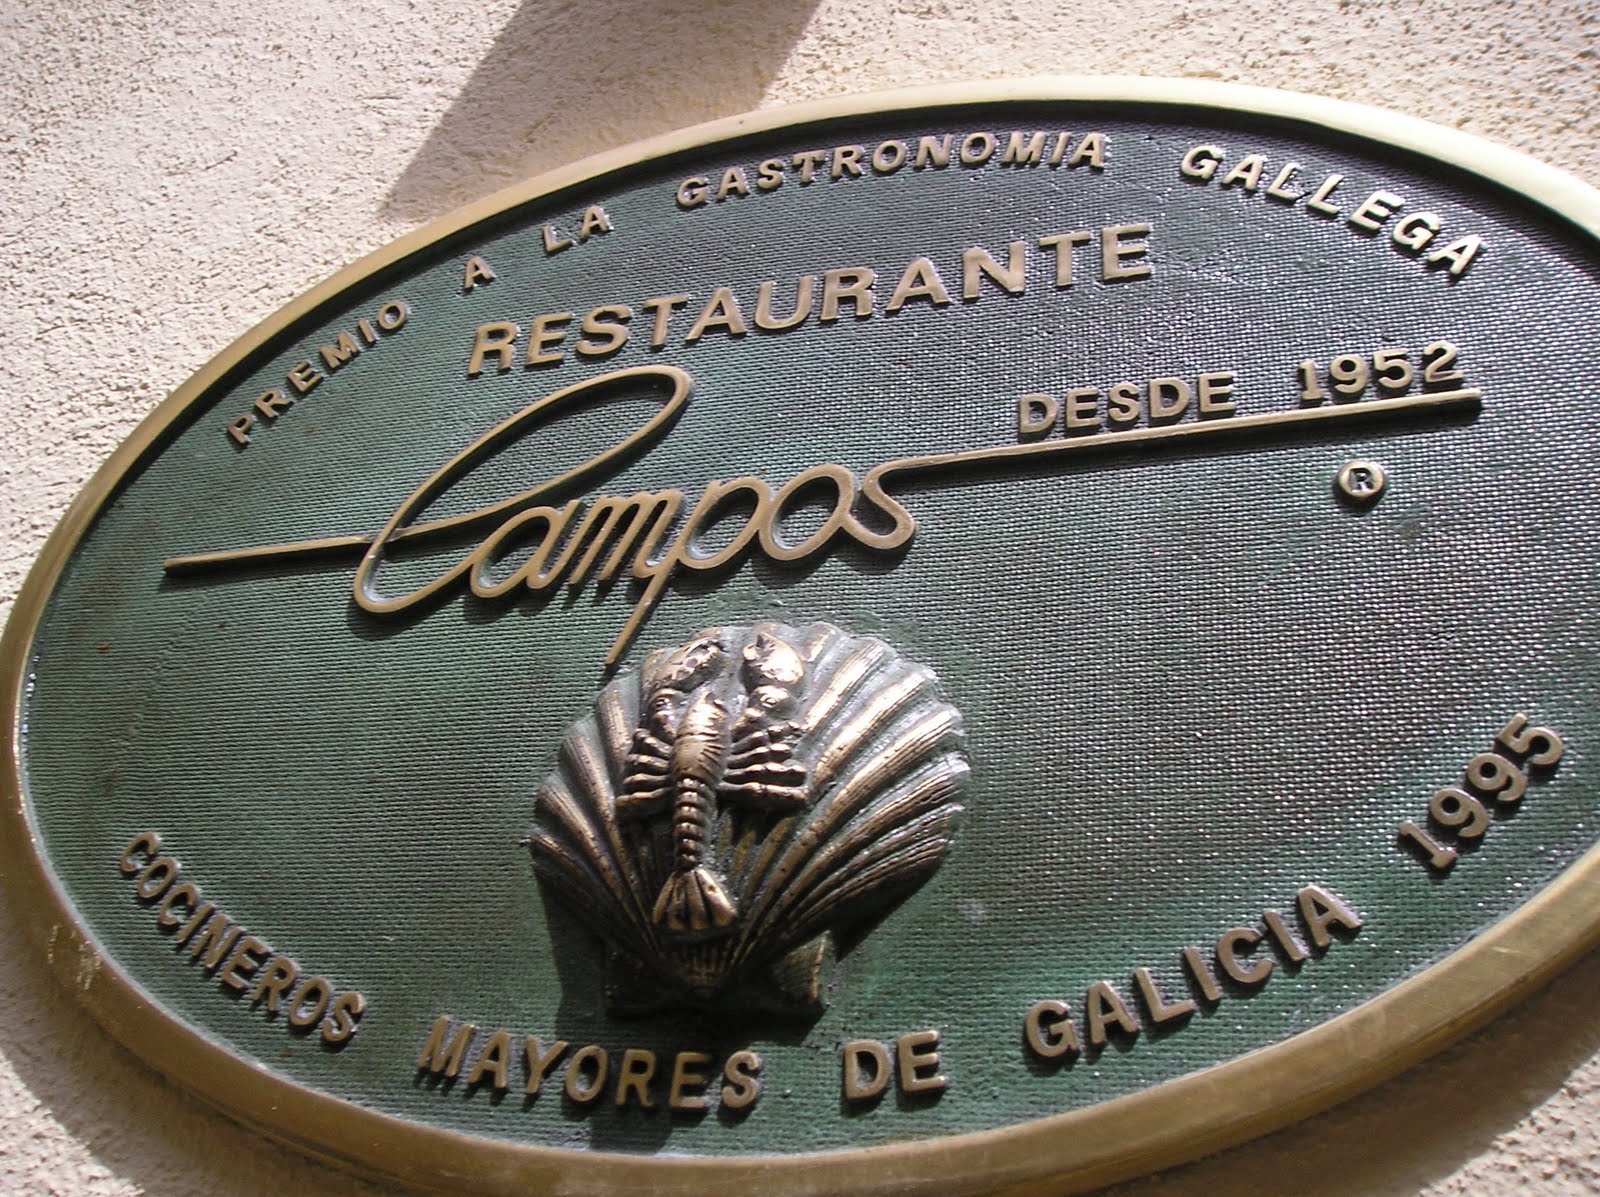 PREMIO A LA GASTRONOMIA GALLEGA
RESTAURANTE
Campos DESDE 1952
®
COCINEROS MAYORES DE GALICIA 1995